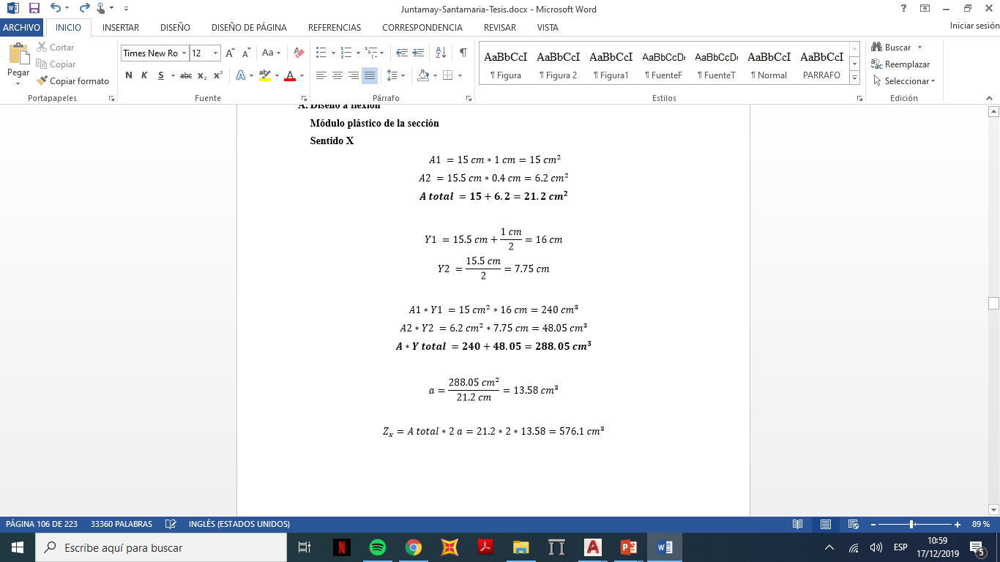 Juntamay-Santamaria-Tesis.docx - Microsoft Word
ARCHIVO INICIO INSERTAR DISEÑO DISEÑO DE PÁGINA REFERENCIAS CORRESPONDENCIA REVISAR VISTA Iniciar sesión
Pegar
Cortar
Copiar
Copiar formato
Portapapeles
Times New Ro 12
N K S abc x₂ x²
Fuente
Párrafo
AaBbCcI AaBbCcI AaBbCcI AaBbCcDc AaBbCcDc AaBbCcI AaBbCcI
¶ Figura ¶ Figura 2 ¶ Figura1 ¶ FuenteF ¶ FuenteT ¶ Normal PARRAFO
Estilos
Buscar
Reemplazar
Seleccionar
Edición
A. Diseño a flexión
Módulo plástico de la sección
Sentido X
A1 = 15 cm ∗ 1 cm = 15 cm²
A2 = 15.5 cm ∗ 0.4 cm = 6.2 cm²
A total = 15 + 6.2 = 21.2 cm²
Y1 = 15.5 cm + 1 cm / 2 = 16 cm
Y2 = 15.5 cm / 2 = 7.75 cm
A1 ∗ Y1 = 15 cm² ∗ 16 cm = 240 cm³
A2 ∗ Y2 = 6.2 cm² ∗ 7.75 cm = 48.05 cm³
A ∗ Y total = 240 + 48.05 = 288.05 cm³
a = 288.05 cm² / 21.2 cm = 13.58 cm³
Zₓ = A total ∗ 2 a = 21.2 ∗ 2 ∗ 13.58 = 576.1 cm³
PÁGINA 106 DE 223 33360 PALABRAS INGLÉS (ESTADOS UNIDOS) 89 %
Escribe aquí para buscar
ESP
10:59
17/12/2019
5